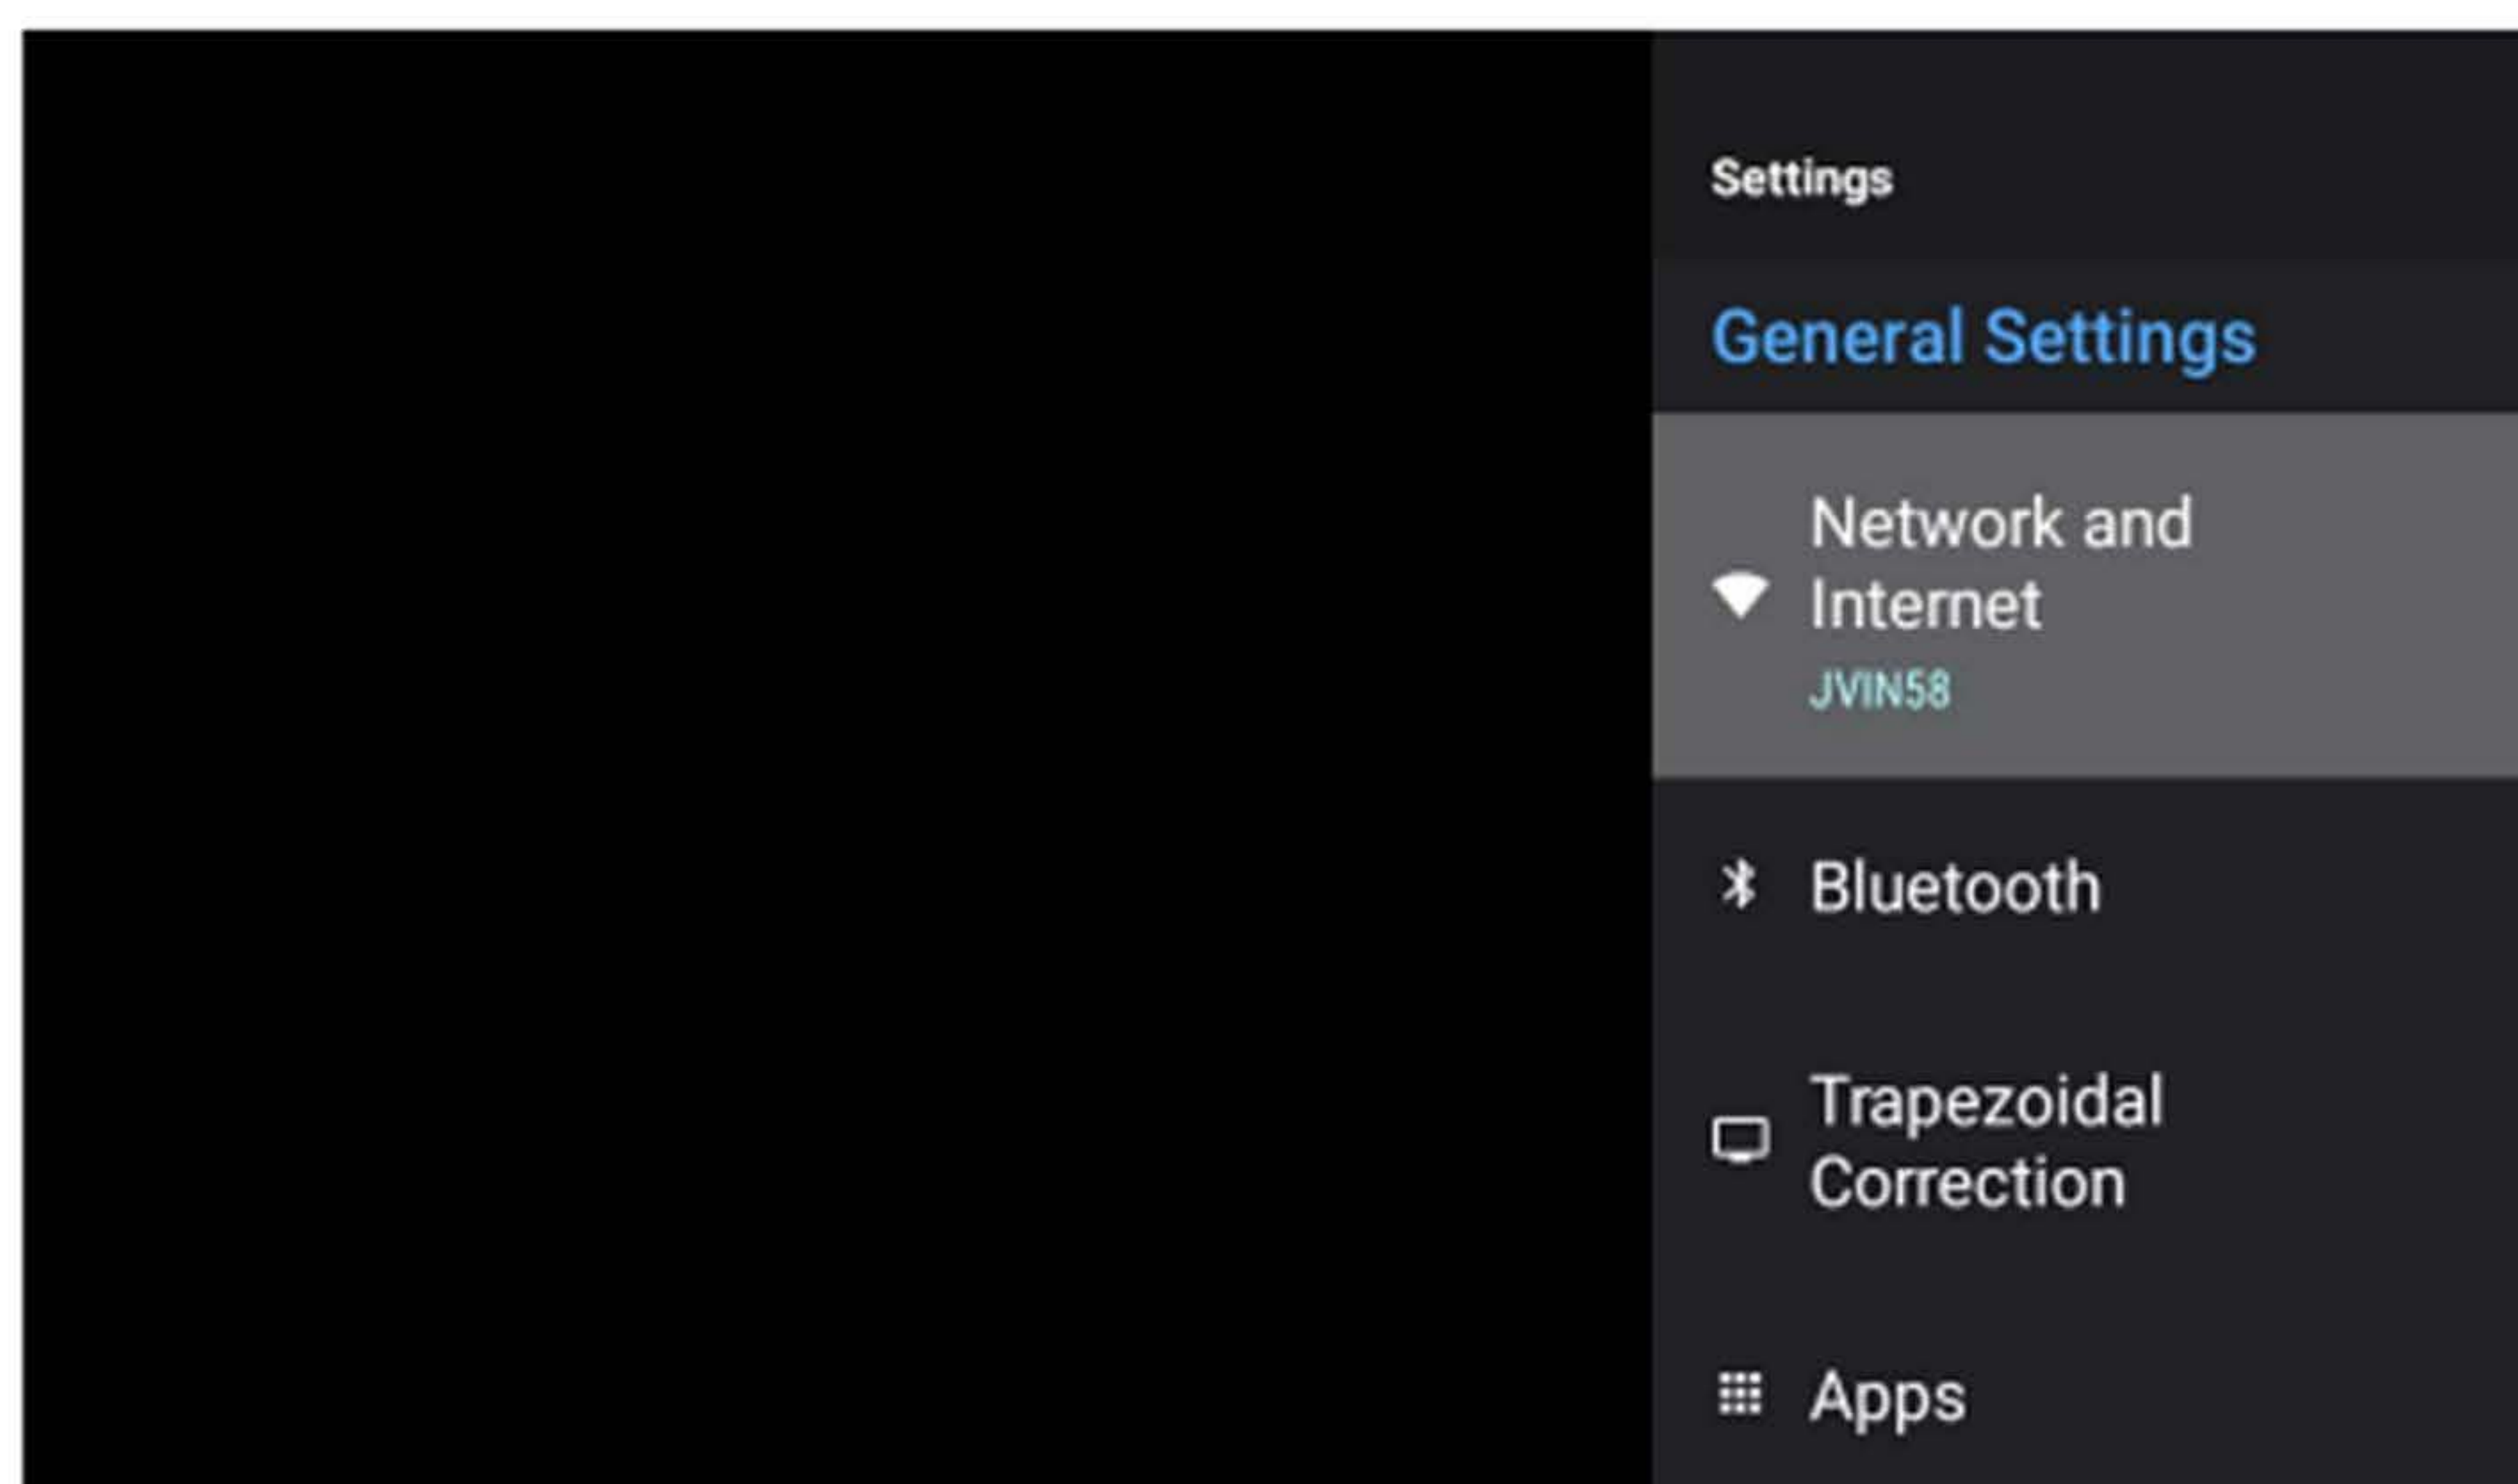 Settings
General Settings
Network and
Internet
JVIN58
Bluetooth
Trapezoidal
Correction
Apps